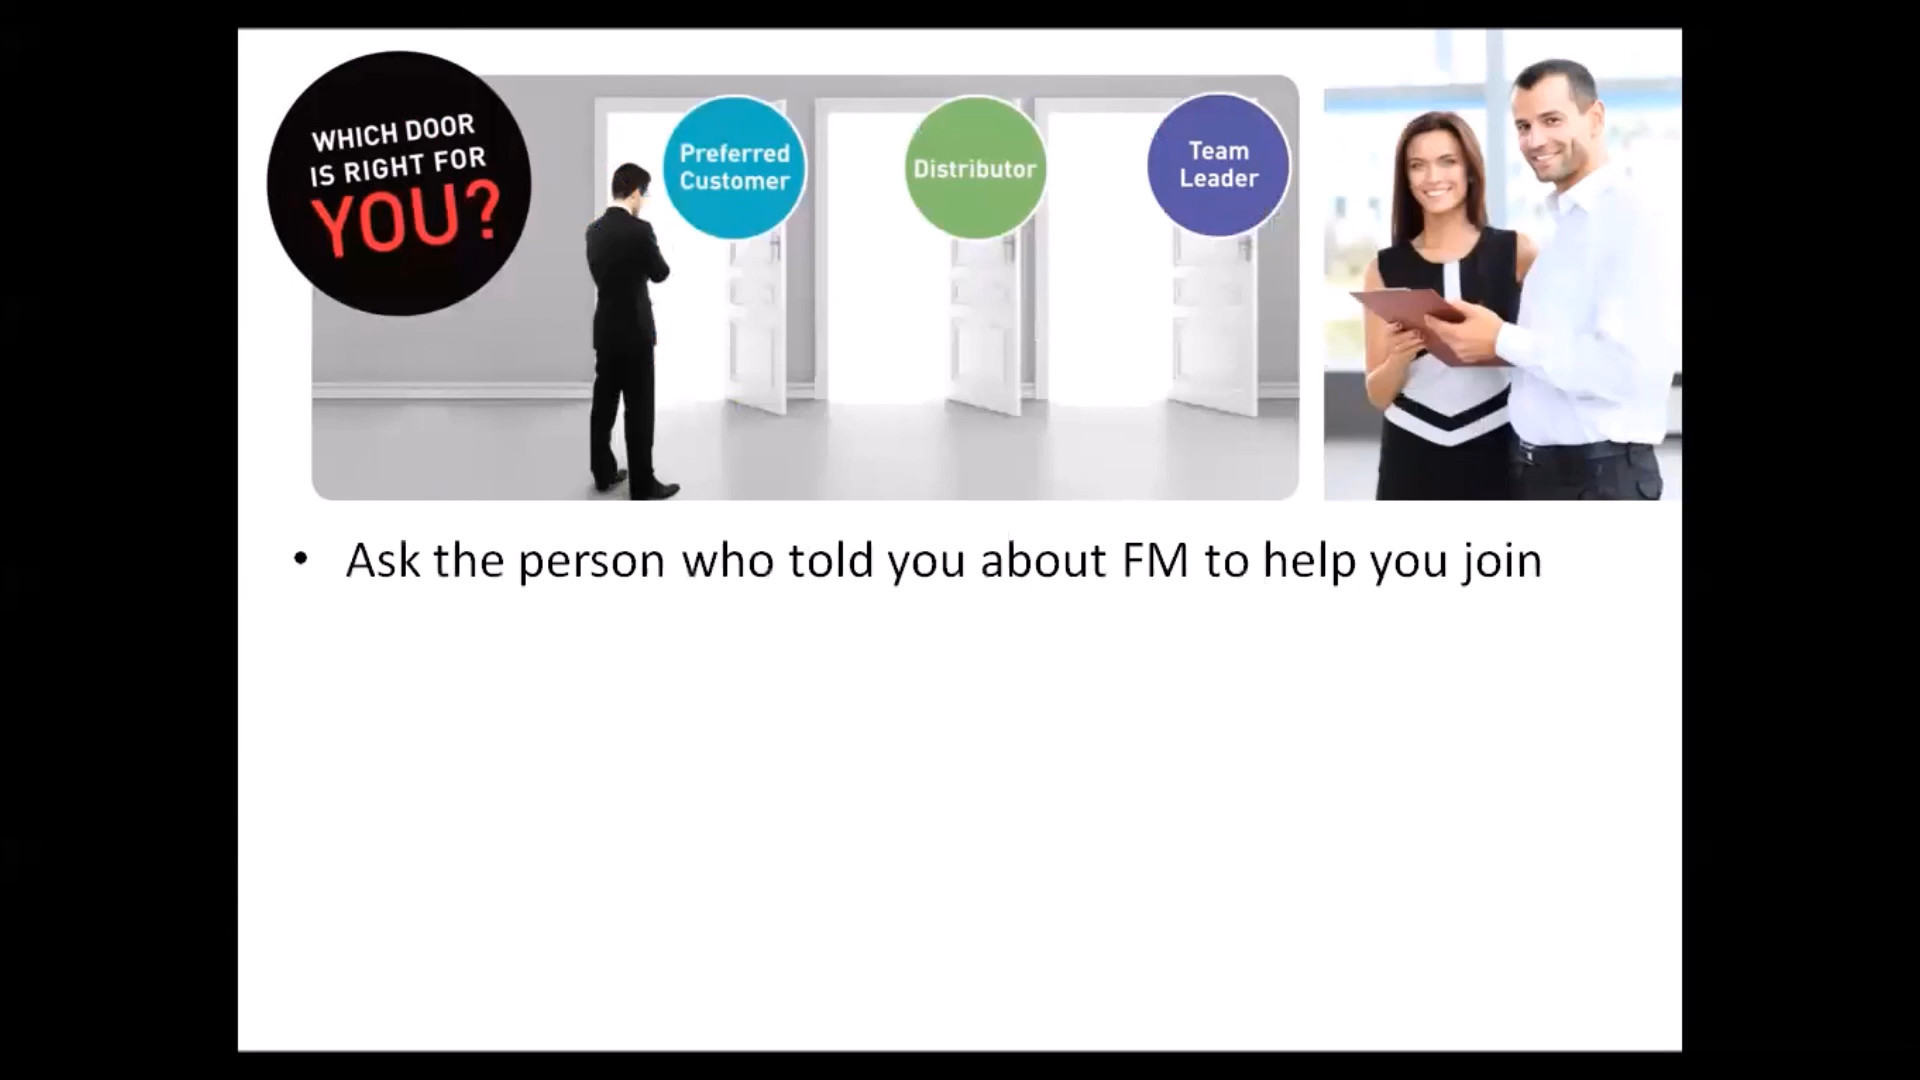 WHICH DOOR
IS RIGHT FOR
YOU?
Preferred
Customer
Distributor
Team
Leader
• Ask the person who told you about FM to help you join